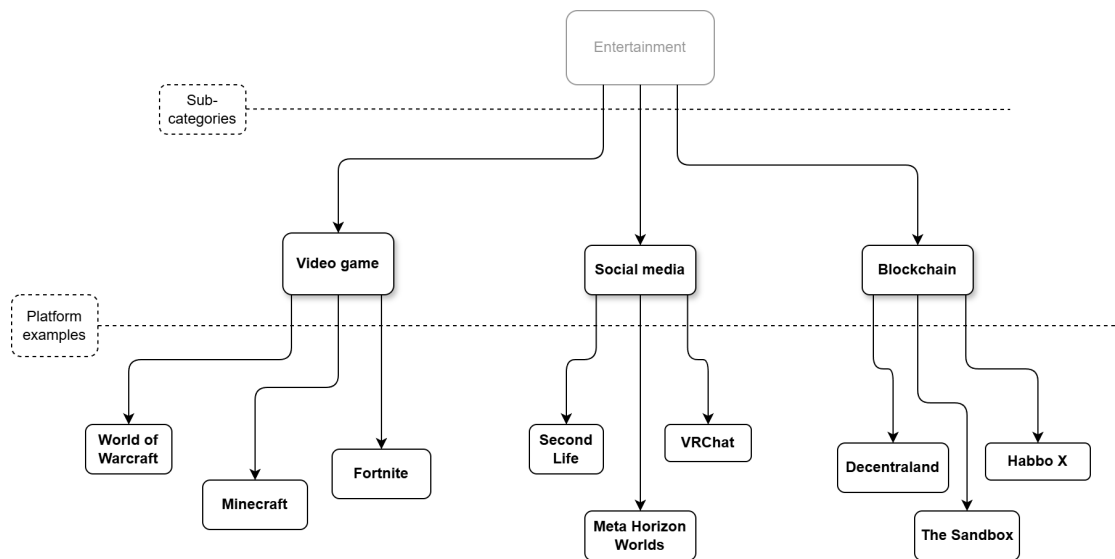 Entertainment
Sub-
categories
Video game
Social media
Blockchain
Platform
examples
World of
Warcraft
Minecraft
Fortnite
Second
Life
Meta Horizon
Worlds
VRChat
Decentraland
The Sandbox
Habbo X